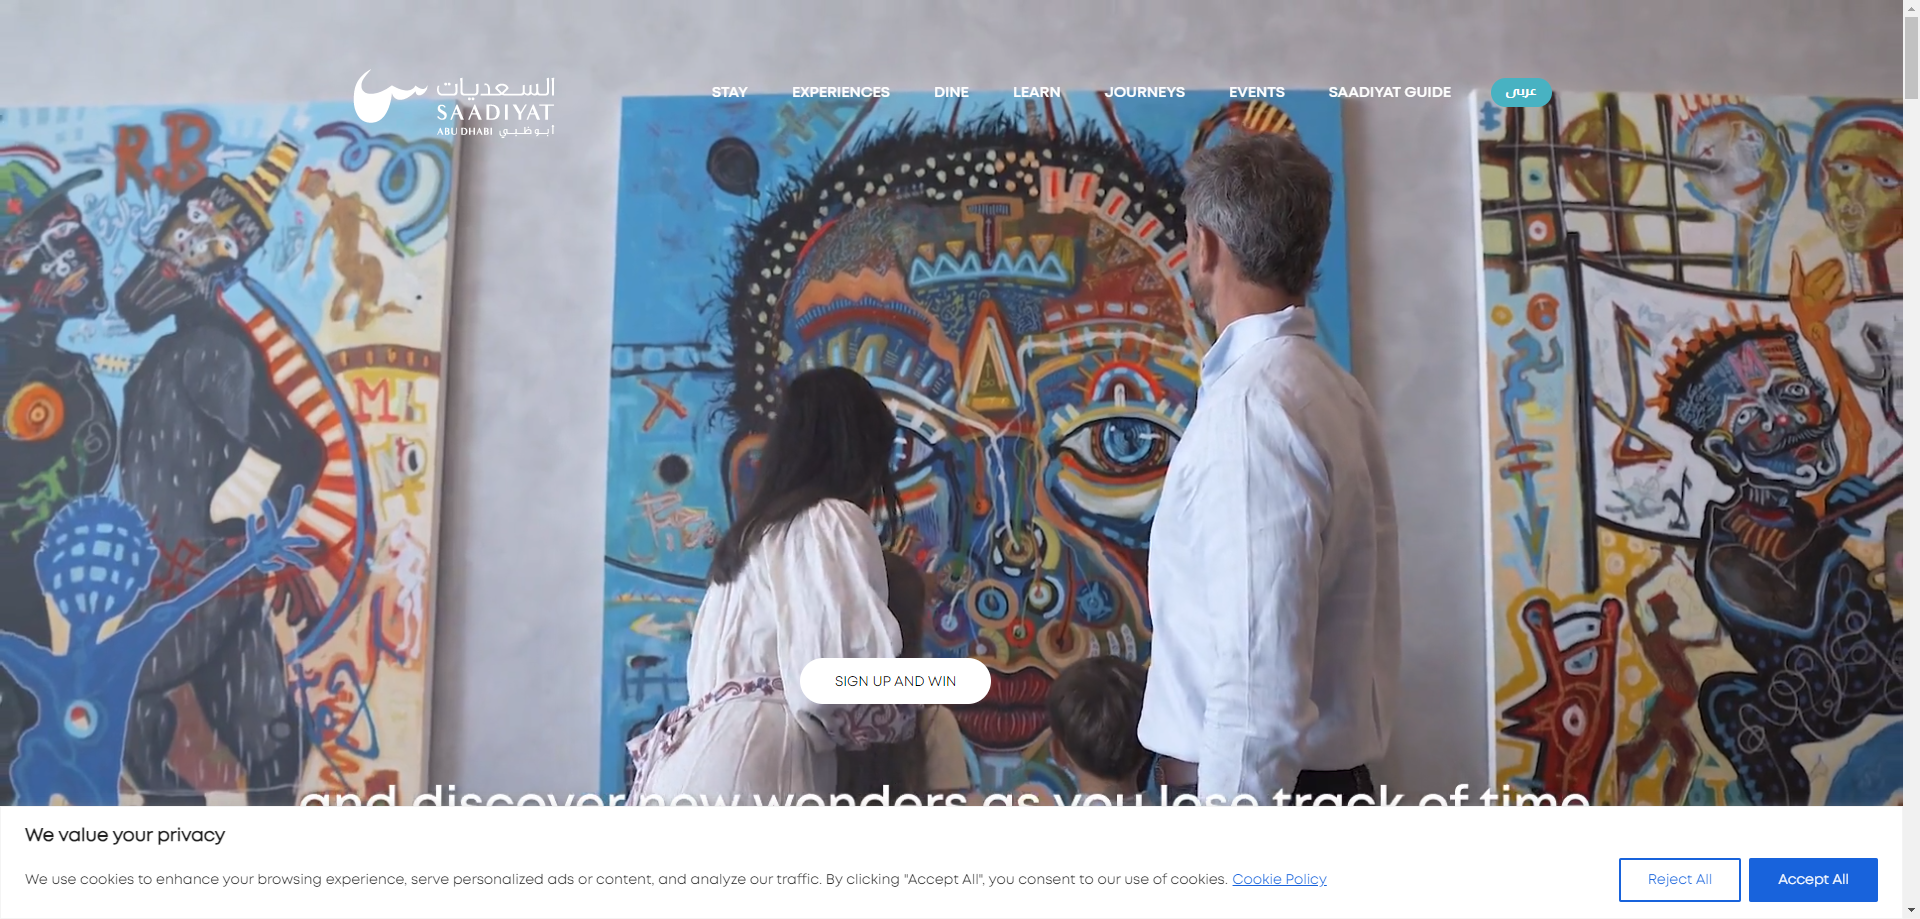 السعديات
SAADIYAT
ABU DHABI أبوظبي
STAY EXPERIENCES DINE LEARN JOURNEYS EVENTS SAADIYAT GUIDE عربي
RB
SIGN UP AND WIN
and discover new wonders as you lose track of time
We value your privacy
We use cookies to enhance your browsing experience, serve personalized ads or content, and analyze our traffic. By clicking "Accept All", you consent to our use of cookies. Cookie Policy
Reject All
Accept All